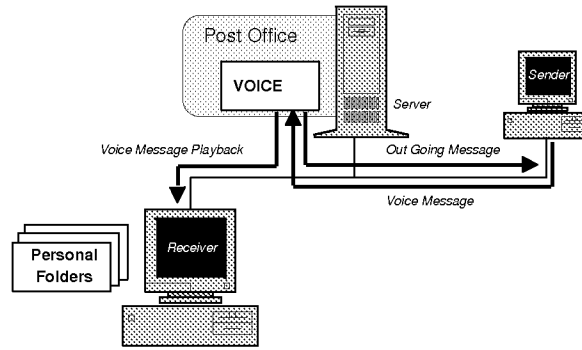 Post Office
VOICE
Server
Sender
Voice Message Playback
Out Going Message
Voice Message
Receiver
Personal
Folders